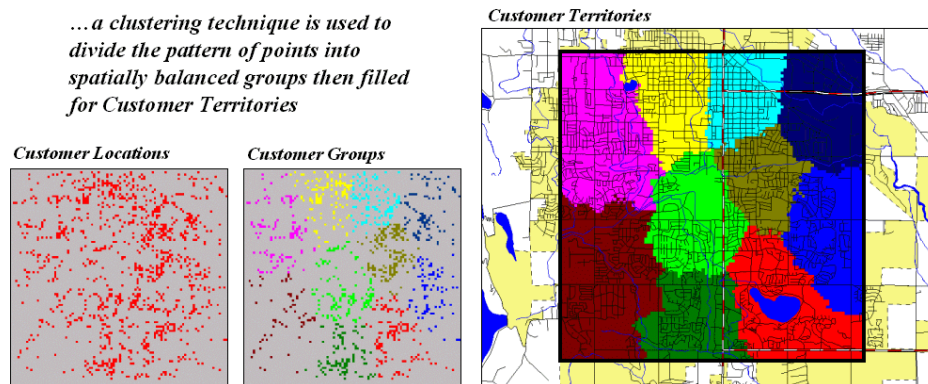 ...a clustering technique is used to
divide the pattern of points into
spatially balanced groups then filled
for Customer Territories
Customer Territories
Customer Locations
Customer Groups